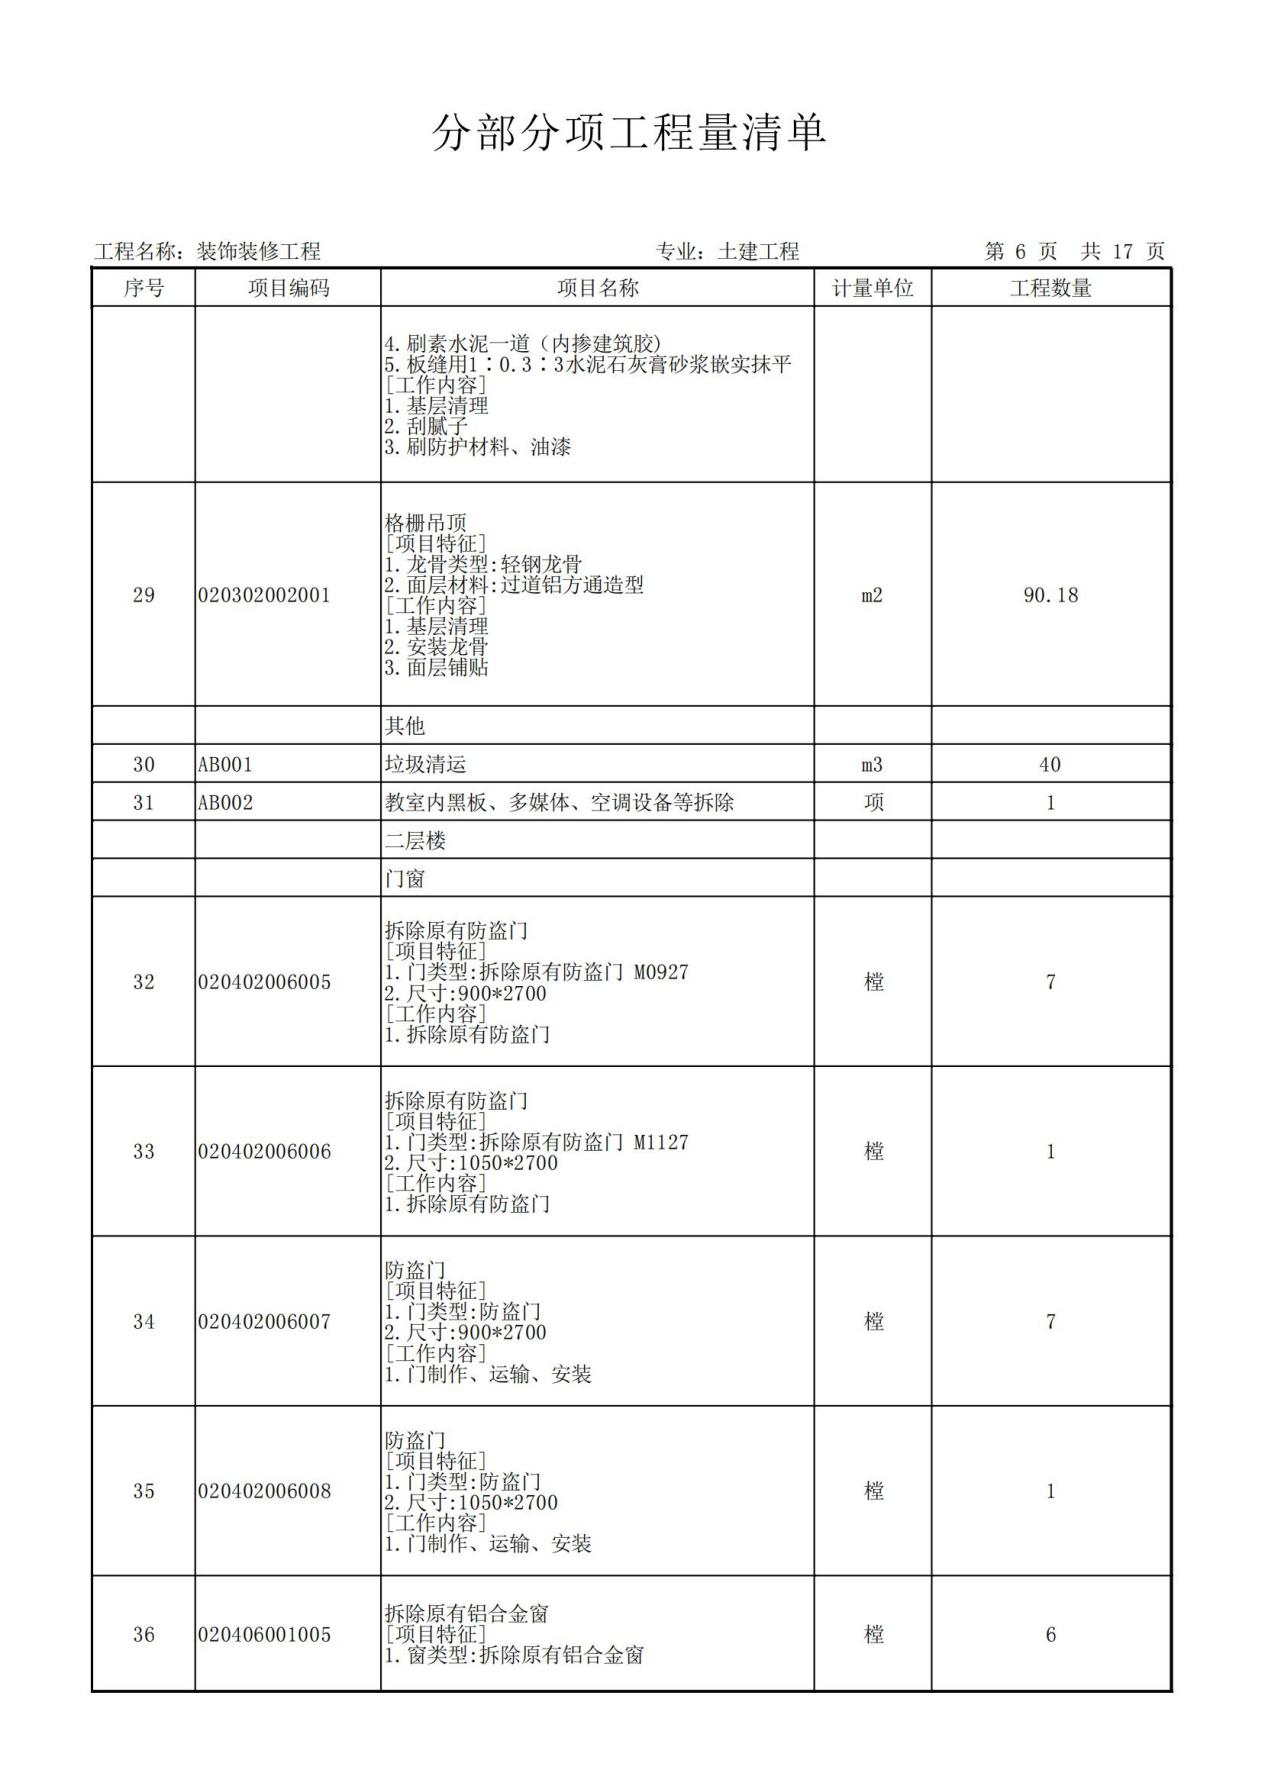 分部分项工程量清单
工程名称：装饰装修工程 专业：土建工程 第 6 页 共 17 页
序号 项目编码 项目名称 计量单位 工程数量
4.刷素水泥一道（内掺建筑胶)
5.板缝用1∶0.3∶3水泥石灰膏砂浆嵌实抹平
[工作内容]
1.基层清理
2.刮腻子
3.刷防护材料、油漆
格栅吊顶
[项目特征]
1.龙骨类型:轻钢龙骨
2.面层材料:过道铝方通造型
29 020302002001 m2 90.18
[工作内容]
1.基层清理
2.安装龙骨
3.面层铺贴
其他
30 AB001 垃圾清运 m3 40
31 AB002 教室内黑板、多媒体、空调设备等拆除 项 1
二层楼
门窗
拆除原有防盗门
[项目特征]
1.门类型:拆除原有防盗门 M0927
32 020402006005 樘 7
2.尺寸:900*2700
[工作内容]
1.拆除原有防盗门
拆除原有防盗门
[项目特征]
1.门类型:拆除原有防盗门 M1127
33 020402006006 樘 1
2.尺寸:1050*2700
[工作内容]
1.拆除原有防盗门
防盗门
[项目特征]
1.门类型:防盗门
34 020402006007 樘 7
2.尺寸:900*2700
[工作内容]
1.门制作、运输、安装
防盗门
[项目特征]
1.门类型:防盗门
35 020402006008 樘 1
2.尺寸:1050*2700
[工作内容]
1.门制作、运输、安装
拆除原有铝合金窗
36 020406001005 [项目特征] 樘 6
1.窗类型:拆除原有铝合金窗